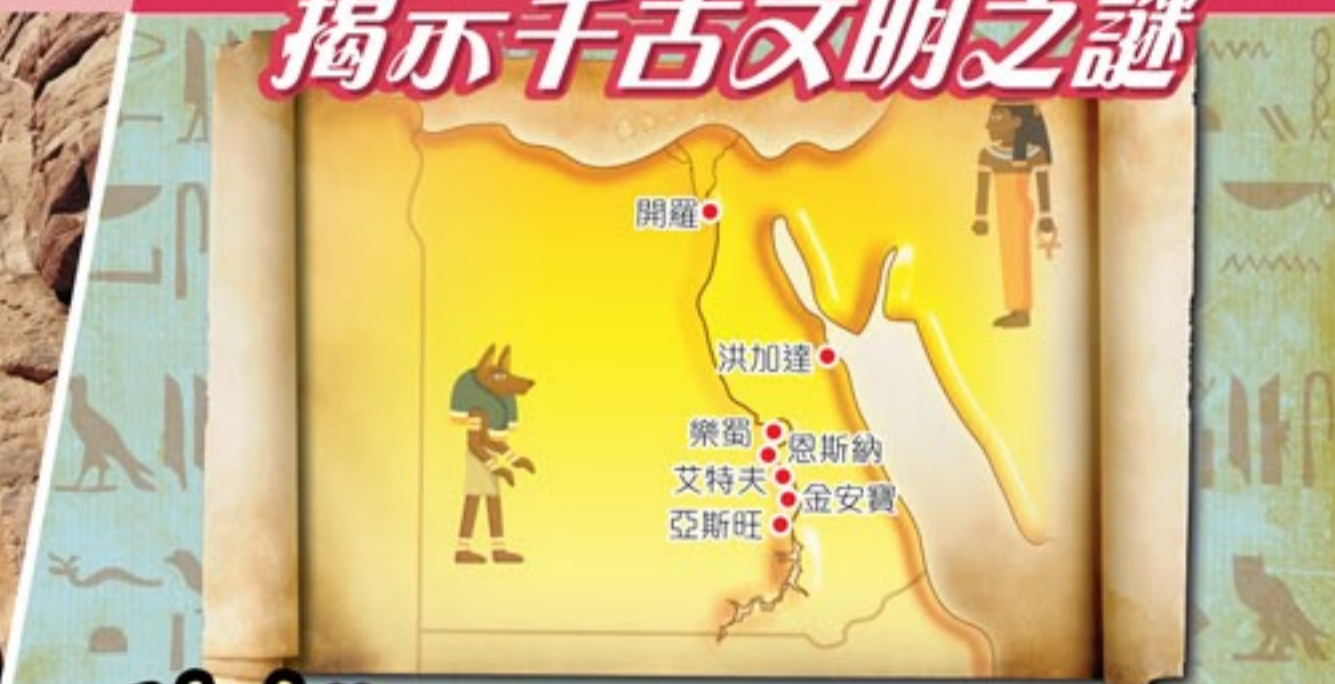 揭示千古文明之謎
開羅
洪加達
樂蜀
恩斯納
艾特夫
金安寶
亞斯旺